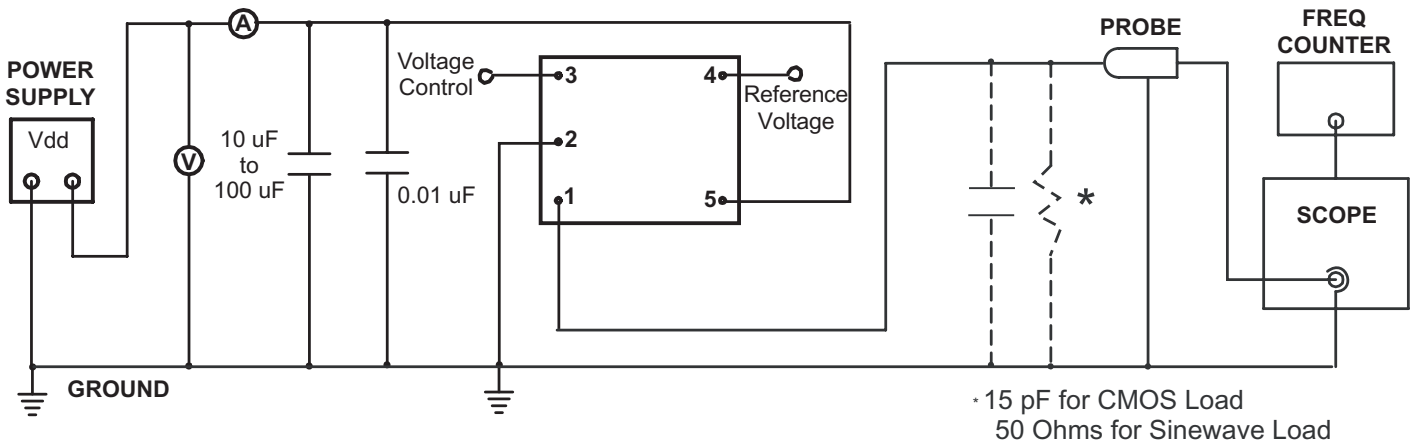 POWER
SUPPLY
Vdd
V
A
10 uF
to
100 uF
0.01 uF
Voltage
Control
3
2
1
4
5
Reference
Voltage
PROBE
FREQ
COUNTER
SCOPE
*
GROUND
* 15 pF for CMOS Load
50 Ohms for Sinewave Load